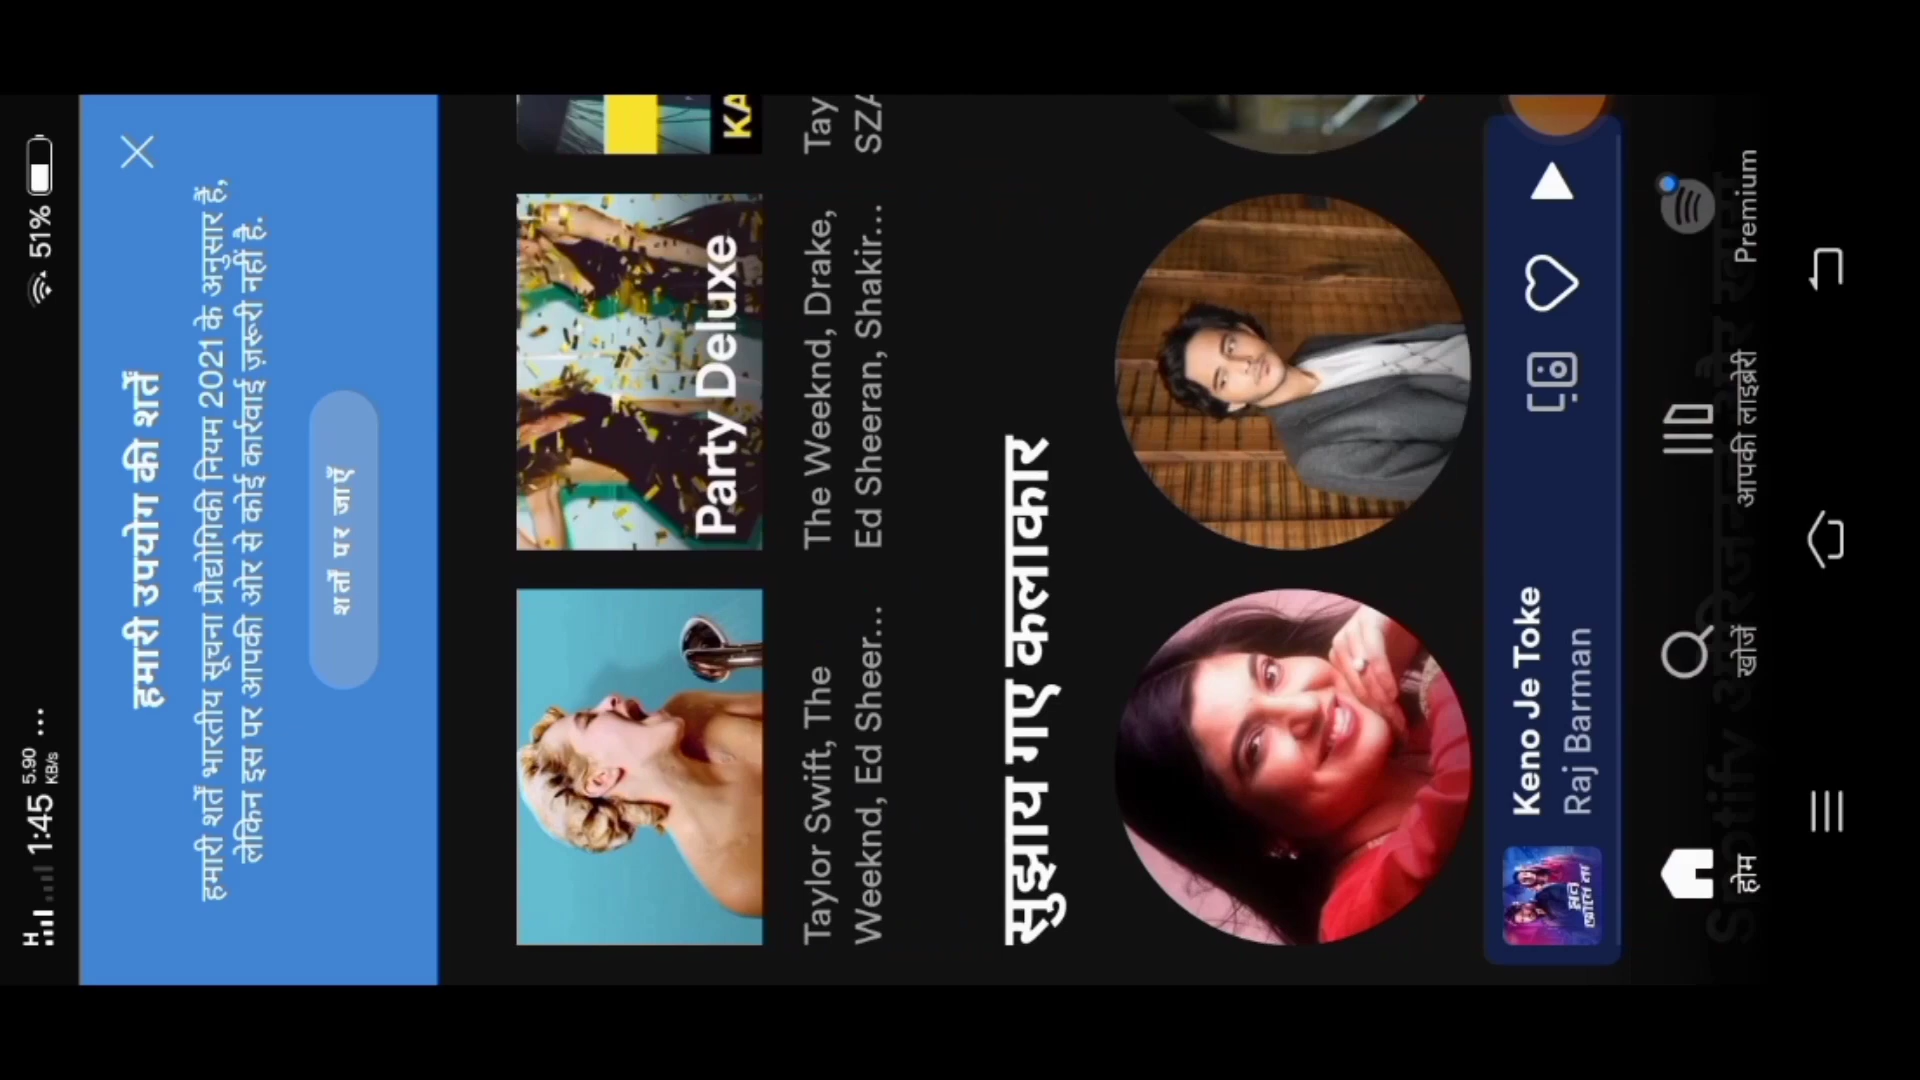 H 5.90 KB/s 1:45 ... 51%
हमारी उपयोग की शर्तें
हमारी शर्तें भारतीय सूचना प्रौद्योगिकी नियम 2021 के अनुसार हैं,
लेकिन इस पर आपकी ओर से कोई कार्रवाई ज़रूरी नहीं है.
शर्तों पर जाएँ
Party Deluxe
KA
Taylor Swift, The
Weeknd, Ed Sheer...
The Weeknd, Drake,
Ed Sheeran, Shakir...
Tay
SZA
सुझाय गए कलाकार
Keno Je Toke
Raj Barman
Spotify
होम
खोजें
आपकी लाइब्रेरी
Premium